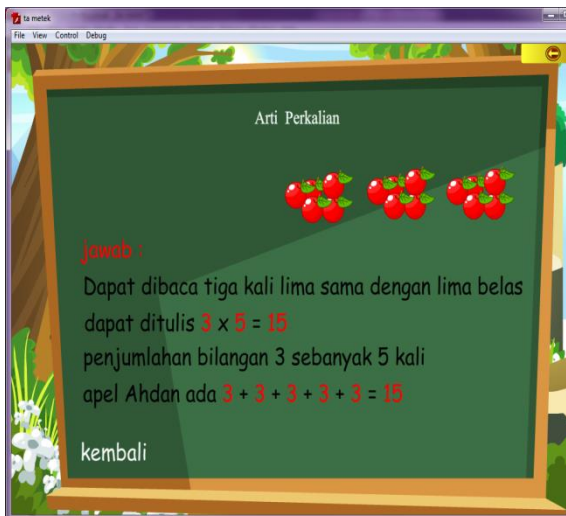 ta metek
File View Control Debug
Arti Perkalian
jawab :
Dapat dibaca tiga kali lima sama dengan lima belas
dapat ditulis 3 x 5 = 15
penjumlahan bilangan 3 sebanyak 5 kali
apel Ahdan ada 3 + 3 + 3 + 3 + 3 = 15
kembali